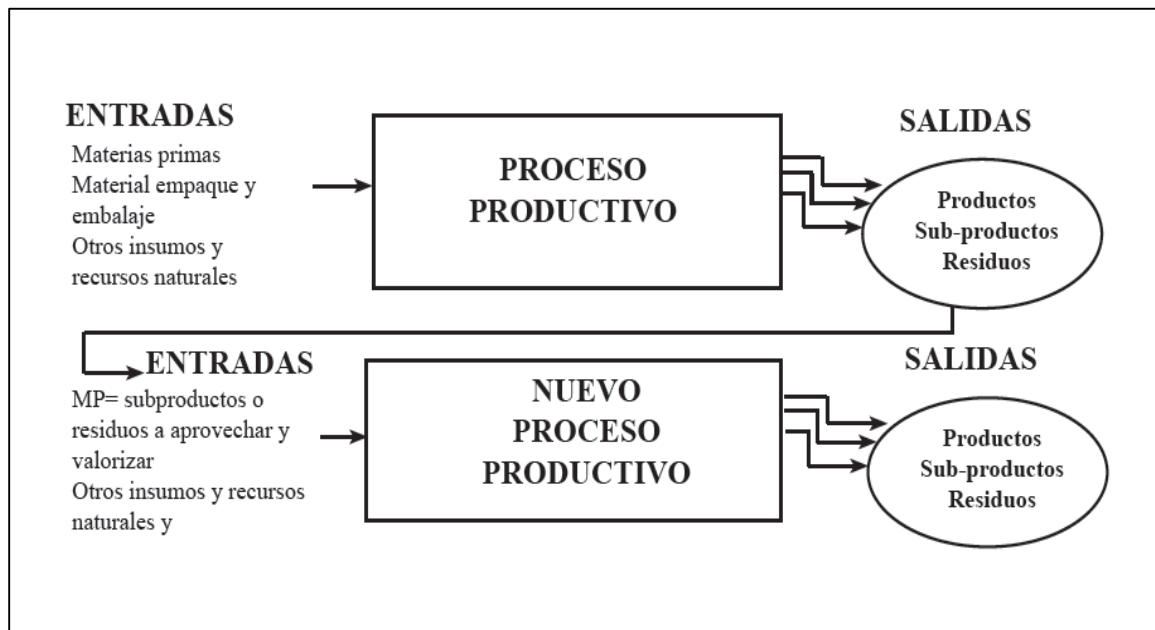 ENTRADAS
Materias primas
Material empaque y
embalaje
Otros insumos y
recursos naturales
PROCESO
PRODUCTIVO
SALIDAS
Productos
Sub-productos
Residuos
ENTRADAS
MP= subproductos o
residuos a aprovechar y
valorizar
Otros insumos y recursos
naturales y
NUEVO
PROCESO
PRODUCTIVO
SALIDAS
Productos
Sub-productos
Residuos